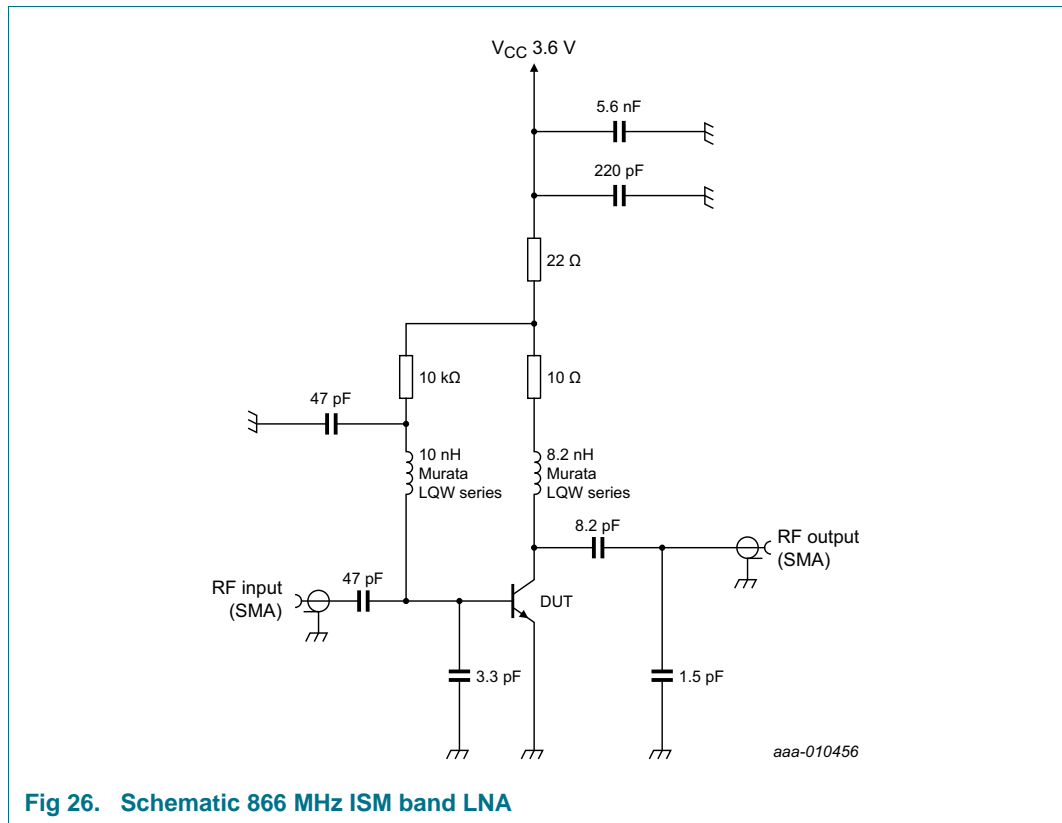 VCC 3.6 V
5.6 nF
220 pF
22 Ω
10 kΩ
10 Ω
47 pF
10 nH
Murata
LQW series
8.2 nH
Murata
LQW series
8.2 pF
RF output
(SMA)
RF input
(SMA)
47 pF
DUT
3.3 pF
1.5 pF
aaa-010456
Fig 26. Schematic 866 MHz ISM band LNA